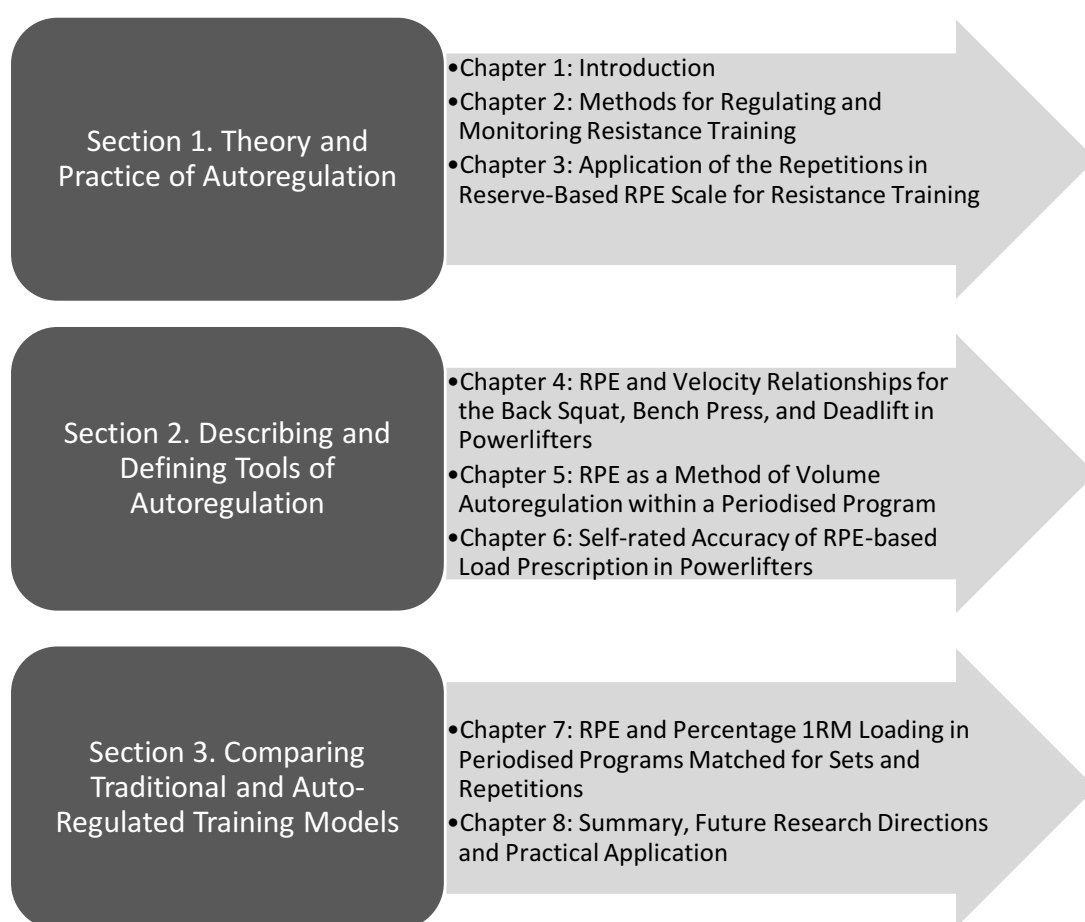 Section 1. Theory and
Practice of Autoregulation
•Chapter 1: Introduction
•Chapter 2: Methods for Regulating and
Monitoring Resistance Training
•Chapter 3: Application of the Repetitions in
Reserve-Based RPE Scale for Resistance Training
Section 2. Describing and
Defining Tools of
Autoregulation
•Chapter 4: RPE and Velocity Relationships for
the Back Squat, Bench Press, and Deadlift in
Powerlifters
•Chapter 5: RPE as a Method of Volume
Autoregulation within a Periodised Program
•Chapter 6: Self-rated Accuracy of RPE-based
Load Prescription in Powerlifters
Section 3. Comparing
Traditional and Auto-
Regulated Training Models
•Chapter 7: RPE and Percentage 1RM Loading in
Periodised Programs Matched for Sets and
Repetitions
•Chapter 8: Summary, Future Research Directions
and Practical Application